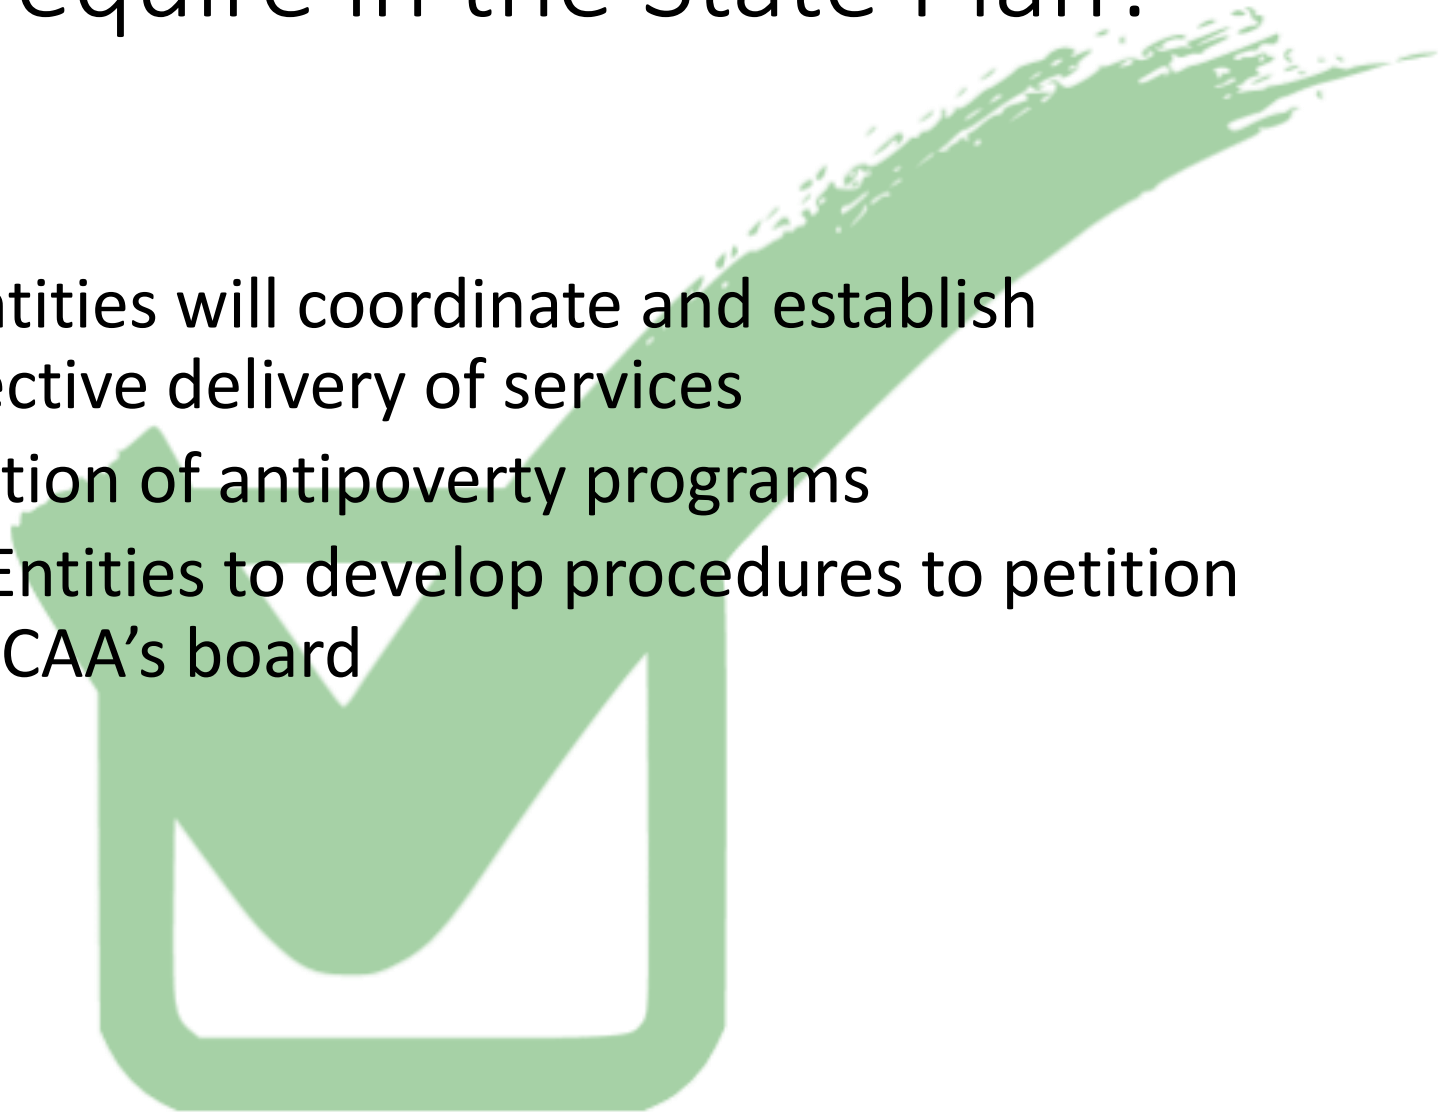 equire in the State Plan?
ntities will coordinate and establish
ective delivery of services
tion of antipoverty programs
Entities to develop procedures to petition
CAA’s board